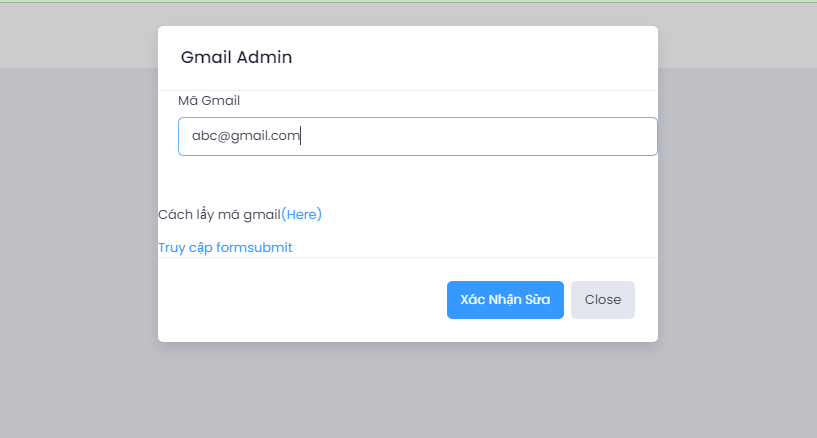 Gmail Admin
Mã Gmail
abc@gmail.com
Cách lấy mã gmail(Here)
Truy cập formsubmit
Xác Nhận Sửa
Close